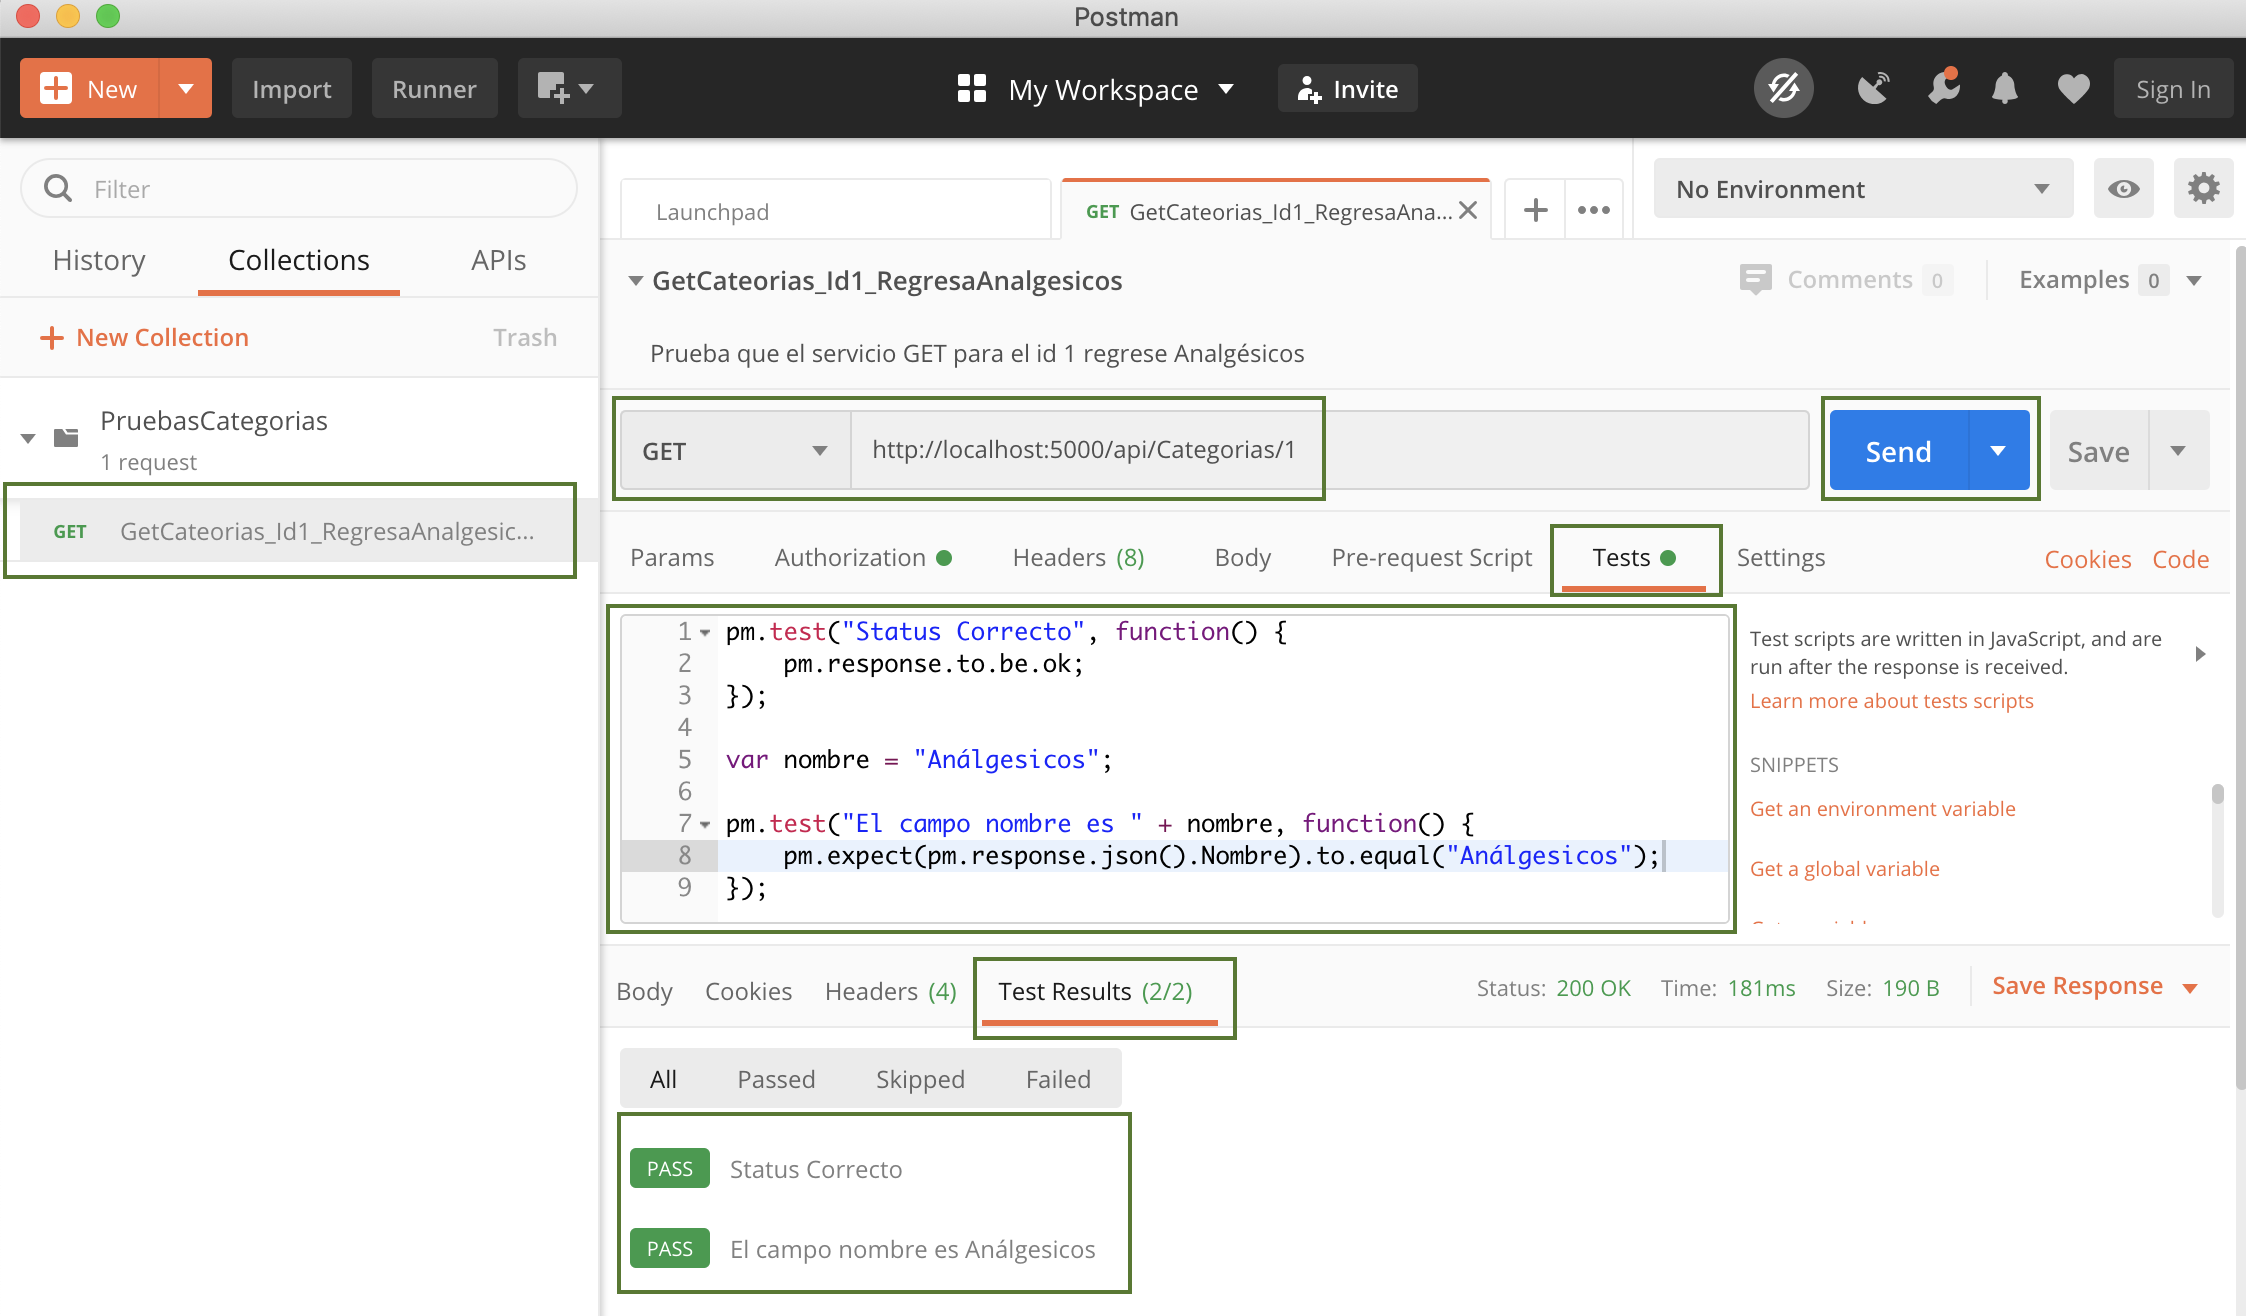 Postman
New
Import
Runner
My Workspace
Invite
Sign In
Filter
History
Collections
APIs
New Collection
Trash
PruebasCategorias
1 request
GET GetCateorias_Id1_RegresaAnalgesic...
Launchpad
GET GetCateorias_Id1_RegresaAna...
No Environment
GetCateorias_Id1_RegresaAnalgesicos
Comments 0
Examples 0
Prueba que el servicio GET para el id 1 regrese Analgésicos
GET
http://localhost:5000/api/Categorias/1
Send
Save
Params
Authorization
Headers (8)
Body
Pre-request Script
Tests
Settings
Cookies
Code
1 pm.test("Status Correcto", function() {
2     pm.response.to.be.ok;
3 });
4
5 var nombre = "Análgesicos";
6
7 pm.test("El campo nombre es " + nombre, function() {
8     pm.expect(pm.response.json().Nombre).to.equal("Análgesicos");
9 });
Test scripts are written in JavaScript, and are
run after the response is received.
Learn more about tests scripts
SNIPPETS
Get an environment variable
Get a global variable
Body
Cookies
Headers (4)
Test Results (2/2)
Status: 200 OK
Time: 181ms
Size: 190 B
Save Response
All
Passed
Skipped
Failed
PASS Status Correcto
PASS El campo nombre es Análgesicos